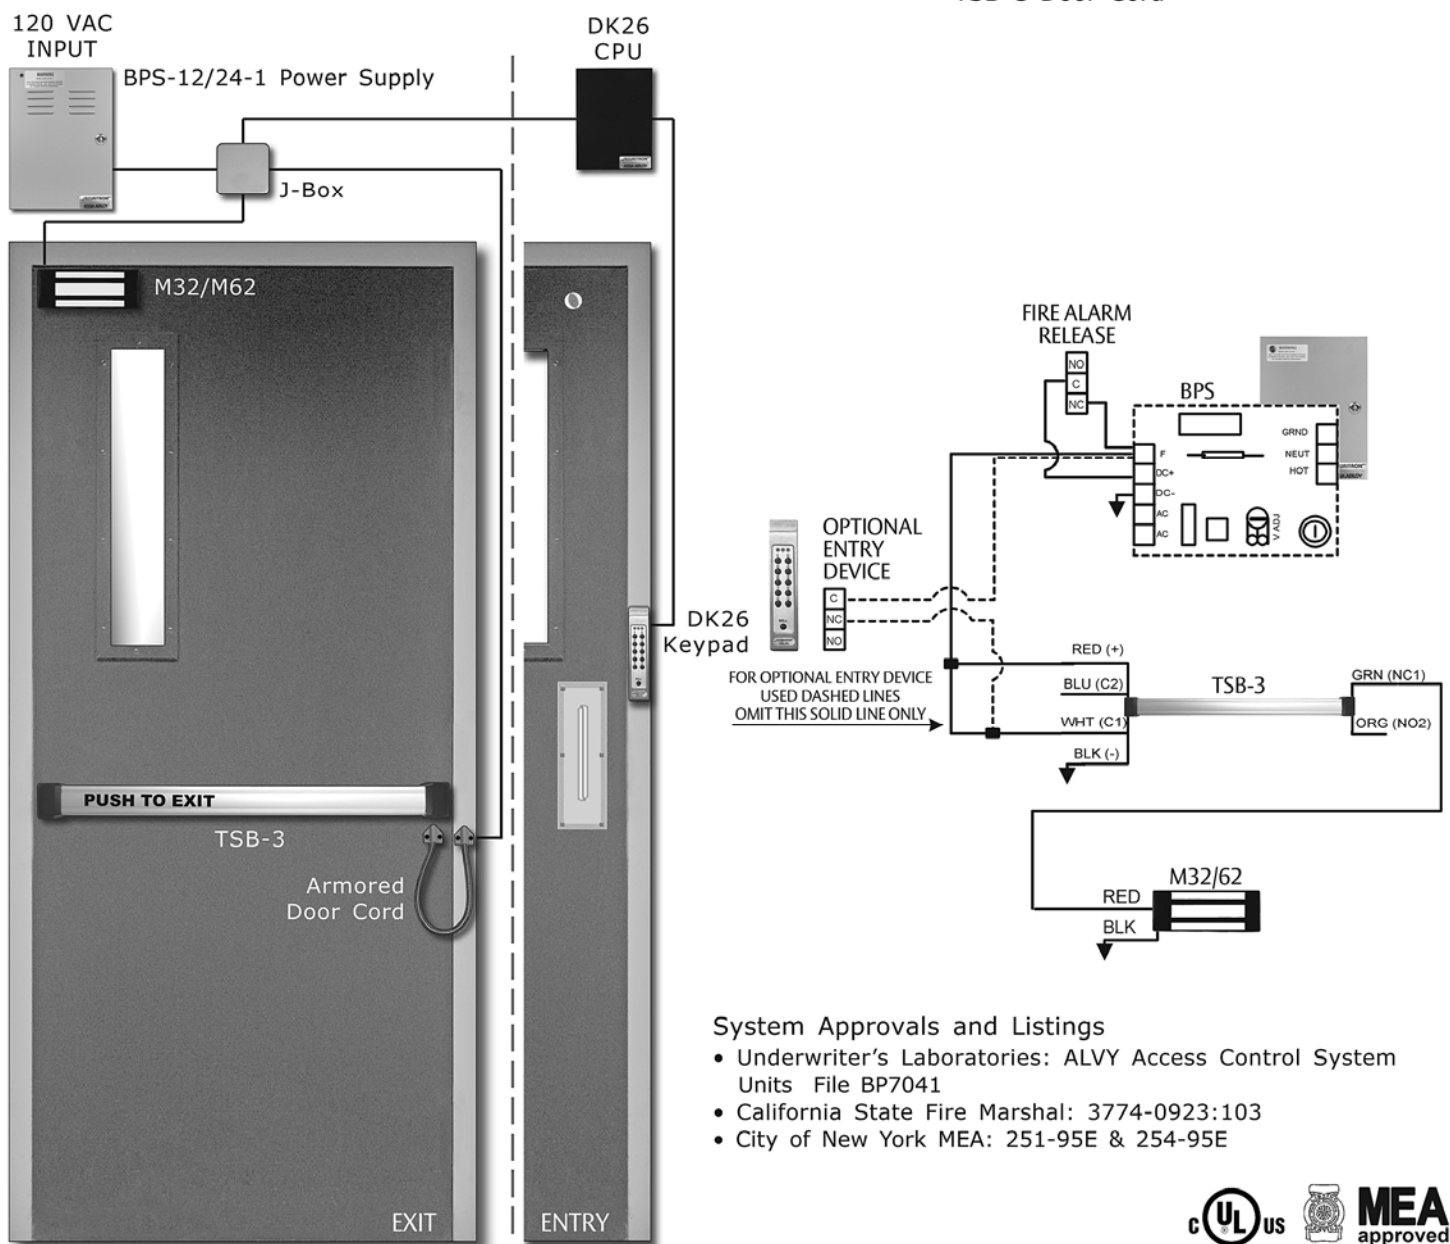 120 VAC
INPUT
BPS-12/24-1 Power Supply
DK26
CPU
J-Box
M32/M62
DK26
Keypad
PUSH TO EXIT
TSB-3
Armored
Door Cord
EXIT
ENTRY
FIRE ALARM
RELEASE
NO
C
NC
BPS
F
DC+
DC-
AC
AC
GRND
NEUT
HOT
V ADJ
OPTIONAL
ENTRY
DEVICE
C
NC
NO
FOR OPTIONAL ENTRY DEVICE
USED DASHED LINES
OMIT THIS SOLID LINE ONLY
RED (+)
BLU (C2)
WHT (C1)
BLK (-)
TSB-3
GRN (NC1)
ORG (NO2)
M32/62
RED
BLK
System Approvals and Listings
• Underwriter's Laboratories: ALVY Access Control System
Units File BP7041
• California State Fire Marshal: 3774-0923:103
• City of New York MEA: 251-95E & 254-95E
C UL US
MEA
approved